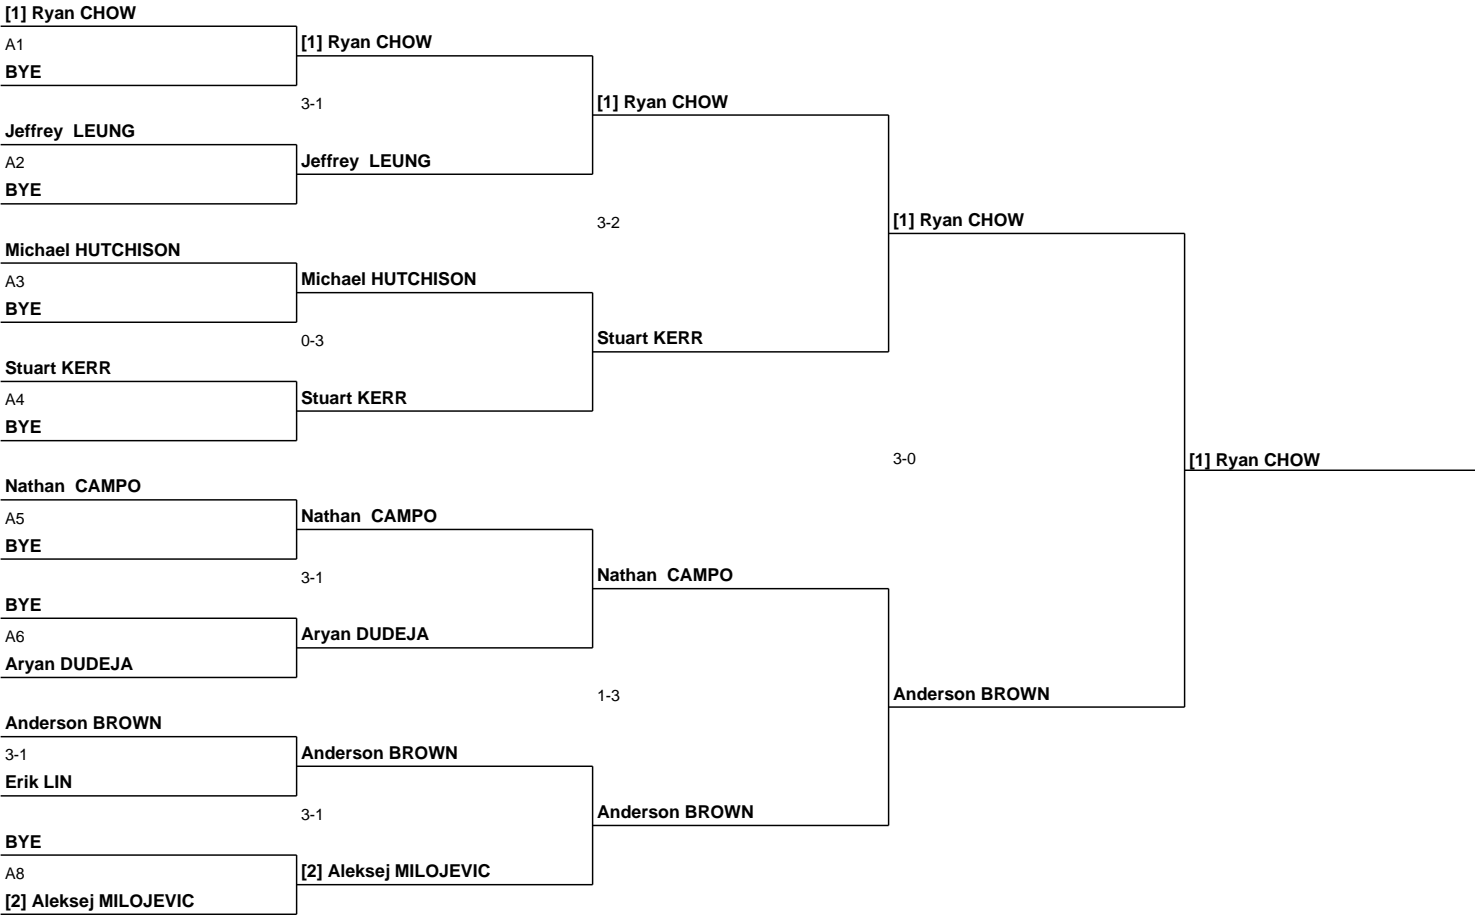 [1] Ryan CHOW
A1
BYE
Jeffrey  LEUNG
A2
BYE
Michael HUTCHISON
A3
BYE
Stuart KERR
A4
BYE
Nathan  CAMPO
A5
BYE
BYE
A6
Aryan DUDEJA
Anderson BROWN
3-1
Erik LIN
BYE
A8
[2] Aleksej MILOJEVIC
[1] Ryan CHOW
3-1
Jeffrey  LEUNG
Michael HUTCHISON
0-3
Stuart KERR
Nathan  CAMPO
3-1
Aryan DUDEJA
Anderson BROWN
3-1
[2] Aleksej MILOJEVIC
[1] Ryan CHOW
3-2
Stuart KERR
Nathan  CAMPO
1-3
Anderson BROWN
[1] Ryan CHOW
3-0
Anderson BROWN
[1] Ryan CHOW